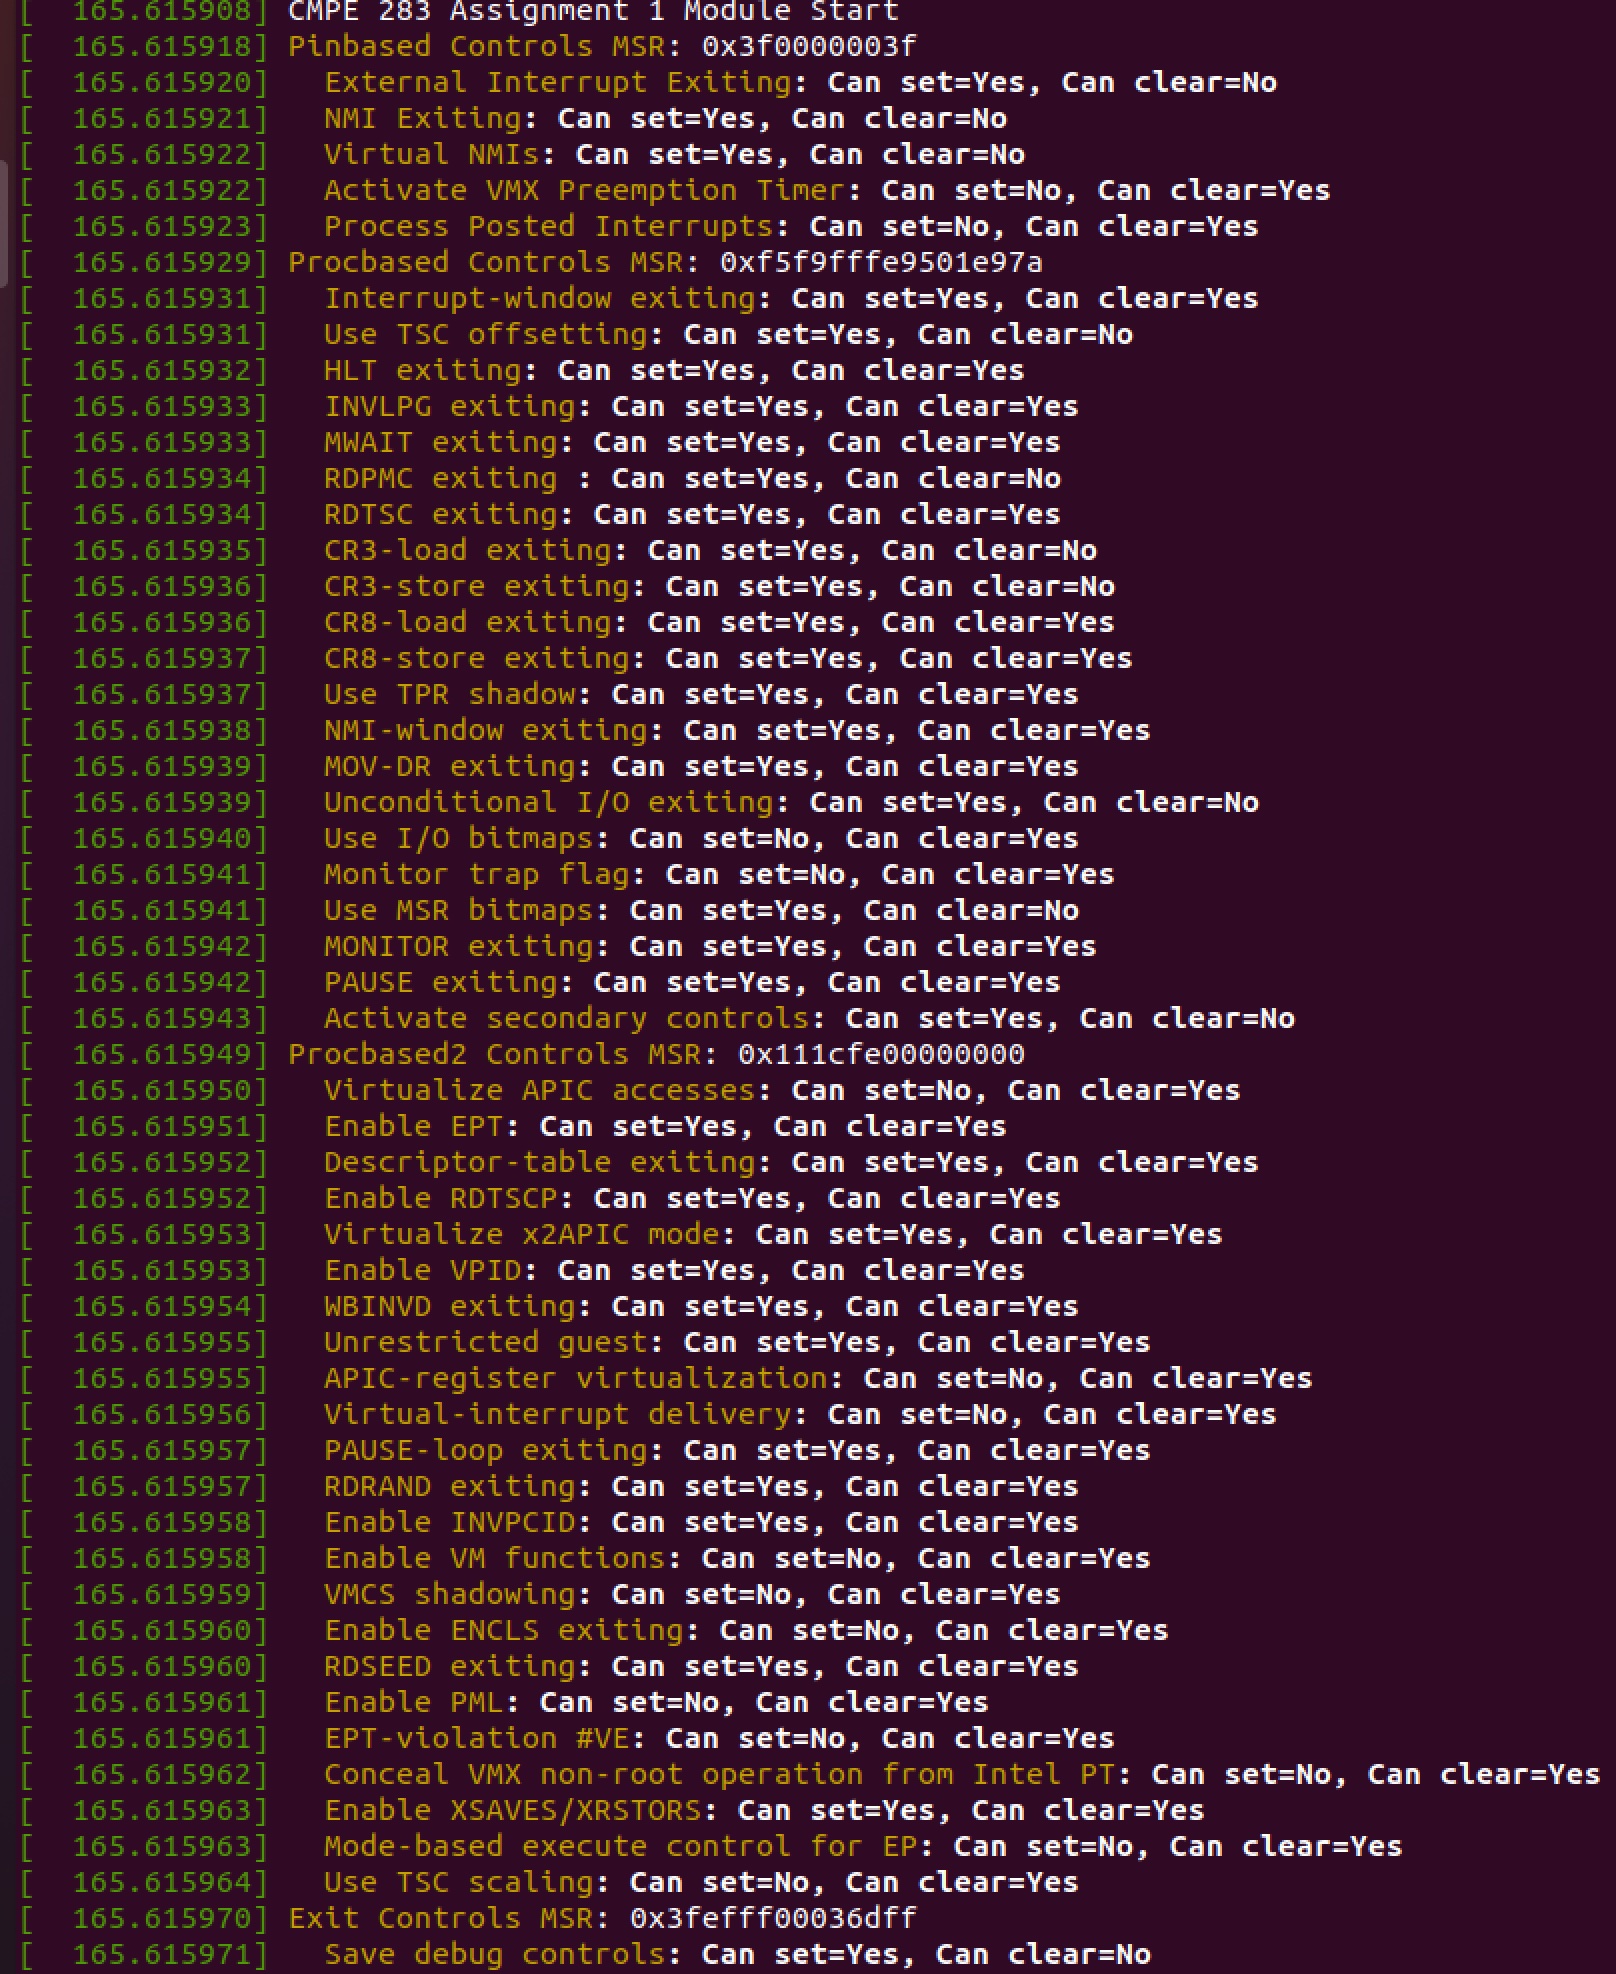 [  165.615908] CMPE 283 Assignment 1 Module Start
[  165.615918] Pinbased Controls MSR: 0x3f0000003f
[  165.615920]   External Interrupt Exiting: Can set=Yes, Can clear=No
[  165.615921]   NMI Exiting: Can set=Yes, Can clear=No
[  165.615922]   Virtual NMIs: Can set=Yes, Can clear=No
[  165.615922]   Activate VMX Preemption Timer: Can set=No, Can clear=Yes
[  165.615923]   Process Posted Interrupts: Can set=No, Can clear=Yes
[  165.615929] Procbased Controls MSR: 0xf5f9fffe9501e97a
[  165.615931]   Interrupt-window exiting: Can set=Yes, Can clear=Yes
[  165.615931]   Use TSC offsetting: Can set=Yes, Can clear=No
[  165.615932]   HLT exiting: Can set=Yes, Can clear=Yes
[  165.615933]   INVLPG exiting: Can set=Yes, Can clear=Yes
[  165.615933]   MWAIT exiting: Can set=Yes, Can clear=Yes
[  165.615934]   RDPMC exiting : Can set=Yes, Can clear=No
[  165.615934]   RDTSC exiting: Can set=Yes, Can clear=Yes
[  165.615935]   CR3-load exiting: Can set=Yes, Can clear=No
[  165.615936]   CR3-store exiting: Can set=Yes, Can clear=No
[  165.615936]   CR8-load exiting: Can set=Yes, Can clear=Yes
[  165.615937]   CR8-store exiting: Can set=Yes, Can clear=Yes
[  165.615937]   Use TPR shadow: Can set=Yes, Can clear=Yes
[  165.615938]   NMI-window exiting: Can set=Yes, Can clear=Yes
[  165.615939]   MOV-DR exiting: Can set=Yes, Can clear=Yes
[  165.615939]   Unconditional I/O exiting: Can set=Yes, Can clear=No
[  165.615940]   Use I/O bitmaps: Can set=No, Can clear=Yes
[  165.615941]   Monitor trap flag: Can set=No, Can clear=Yes
[  165.615941]   Use MSR bitmaps: Can set=Yes, Can clear=No
[  165.615942]   MONITOR exiting: Can set=Yes, Can clear=Yes
[  165.615942]   PAUSE exiting: Can set=Yes, Can clear=Yes
[  165.615943]   Activate secondary controls: Can set=Yes, Can clear=No
[  165.615949] Procbased2 Controls MSR: 0x111cfe00000000
[  165.615950]   Virtualize APIC accesses: Can set=No, Can clear=Yes
[  165.615951]   Enable EPT: Can set=Yes, Can clear=Yes
[  165.615952]   Descriptor-table exiting: Can set=Yes, Can clear=Yes
[  165.615952]   Enable RDTSCP: Can set=Yes, Can clear=Yes
[  165.615953]   Virtualize x2APIC mode: Can set=Yes, Can clear=Yes
[  165.615953]   Enable VPID: Can set=Yes, Can clear=Yes
[  165.615954]   WBINVD exiting: Can set=Yes, Can clear=Yes
[  165.615955]   Unrestricted guest: Can set=Yes, Can clear=Yes
[  165.615955]   APIC-register virtualization: Can set=No, Can clear=Yes
[  165.615956]   Virtual-interrupt delivery: Can set=No, Can clear=Yes
[  165.615957]   PAUSE-loop exiting: Can set=Yes, Can clear=Yes
[  165.615957]   RDRAND exiting: Can set=Yes, Can clear=Yes
[  165.615958]   Enable INVPCID: Can set=Yes, Can clear=Yes
[  165.615958]   Enable VM functions: Can set=No, Can clear=Yes
[  165.615959]   VMCS shadowing: Can set=No, Can clear=Yes
[  165.615960]   Enable ENCLS exiting: Can set=No, Can clear=Yes
[  165.615960]   RDSEED exiting: Can set=Yes, Can clear=Yes
[  165.615961]   Enable PML: Can set=No, Can clear=Yes
[  165.615961]   EPT-violation #VE: Can set=No, Can clear=Yes
[  165.615962]   Conceal VMX non-root operation from Intel PT: Can set=No, Can clear=Yes
[  165.615963]   Enable XSAVES/XRSTORS: Can set=Yes, Can clear=Yes
[  165.615963]   Mode-based execute control for EP: Can set=No, Can clear=Yes
[  165.615964]   Use TSC scaling: Can set=No, Can clear=Yes
[  165.615970] Exit Controls MSR: 0x3fefff00036dff
[  165.615971]   Save debug controls: Can set=Yes, Can clear=No